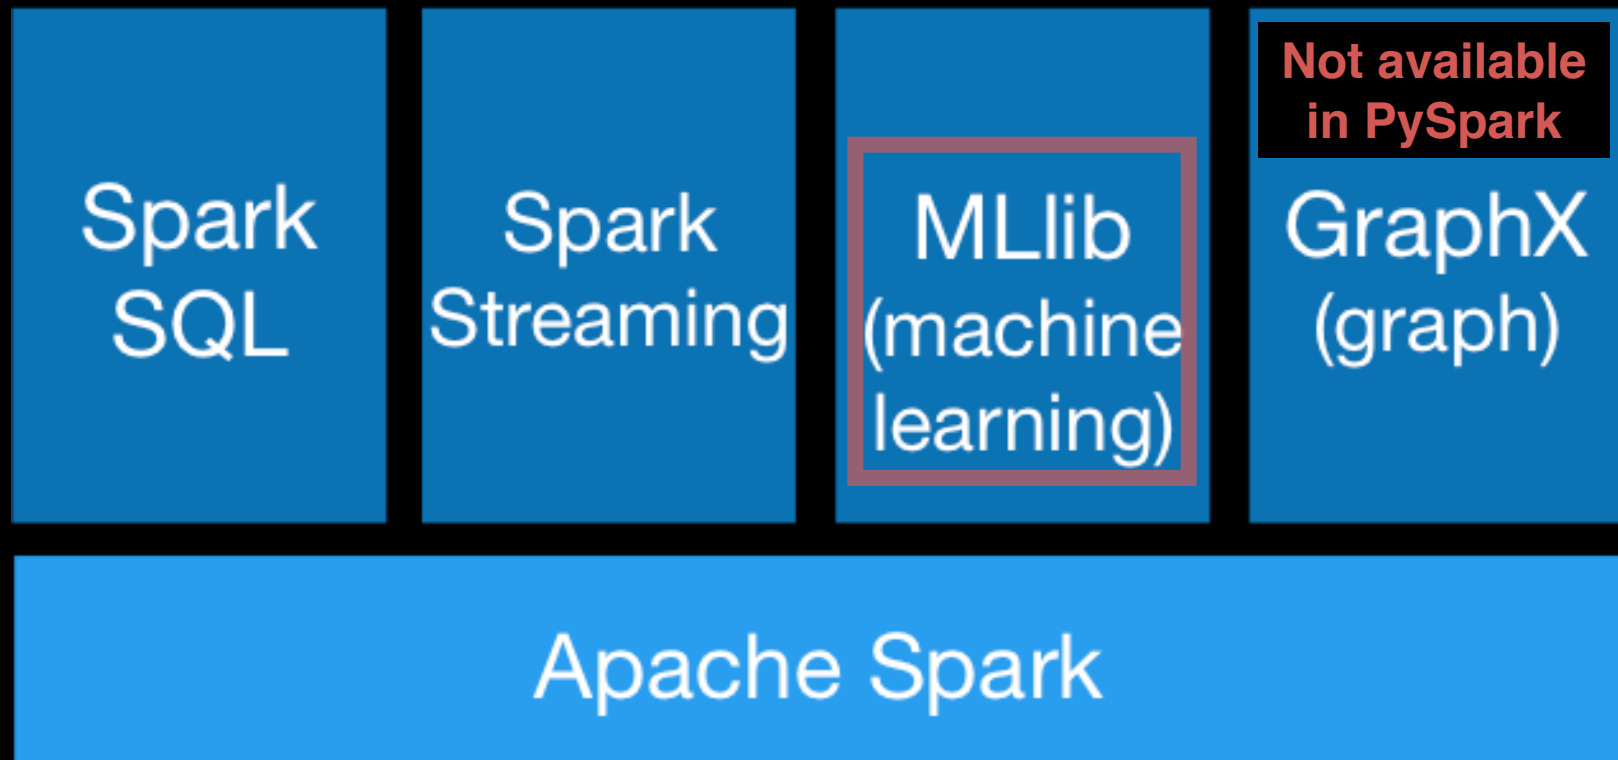 Spark
SQL
Spark
Streaming
MLlib
(machine
learning)
Not available
in PySpark
GraphX
(graph)
Apache Spark